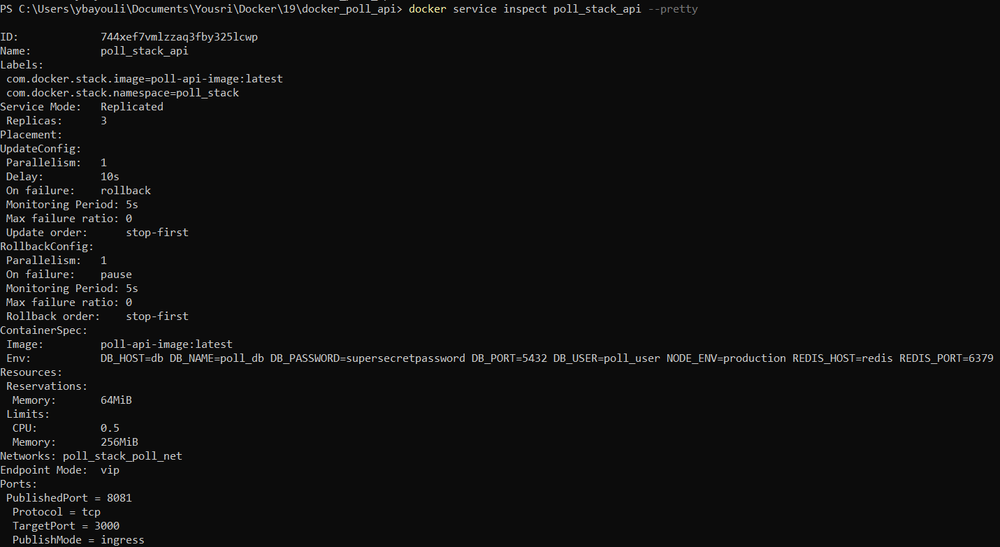 PS C:\Users\ybayouli\Documents\Yousri\Docker\19\docker_poll_api> docker service inspect poll_stack_api --pretty
ID: 744xef7vmlzzaq3fby325lcwp
Name: poll_stack_api
Labels:
com.docker.stack.image=poll-api-image:latest
com.docker.stack.namespace=poll_stack
Service Mode: Replicated
Replicas: 3
Placement:
UpdateConfig:
Parallelism: 1
Delay: 10s
On failure: rollback
Monitoring Period: 5s
Max failure ratio: 0
Update order: stop-first
RollbackConfig:
Parallelism: 1
On failure: pause
Monitoring Period: 5s
Max failure ratio: 0
Rollback order: stop-first
ContainerSpec:
Image: poll-api-image:latest
Env: DB_HOST=db DB_NAME=poll_db DB_PASSWORD=supersecretpassword DB_PORT=5432 DB_USER=poll_user NODE_ENV=production REDIS_HOST=redis REDIS_PORT=6379
Resources:
Reservations:
Memory: 64MiB
Limits:
CPU: 0.5
Memory: 256MiB
Networks: poll_stack_poll_net
Endpoint Mode: vip
Ports:
PublishedPort = 8081
Protocol = tcp
TargetPort = 3000
PublishMode = ingress